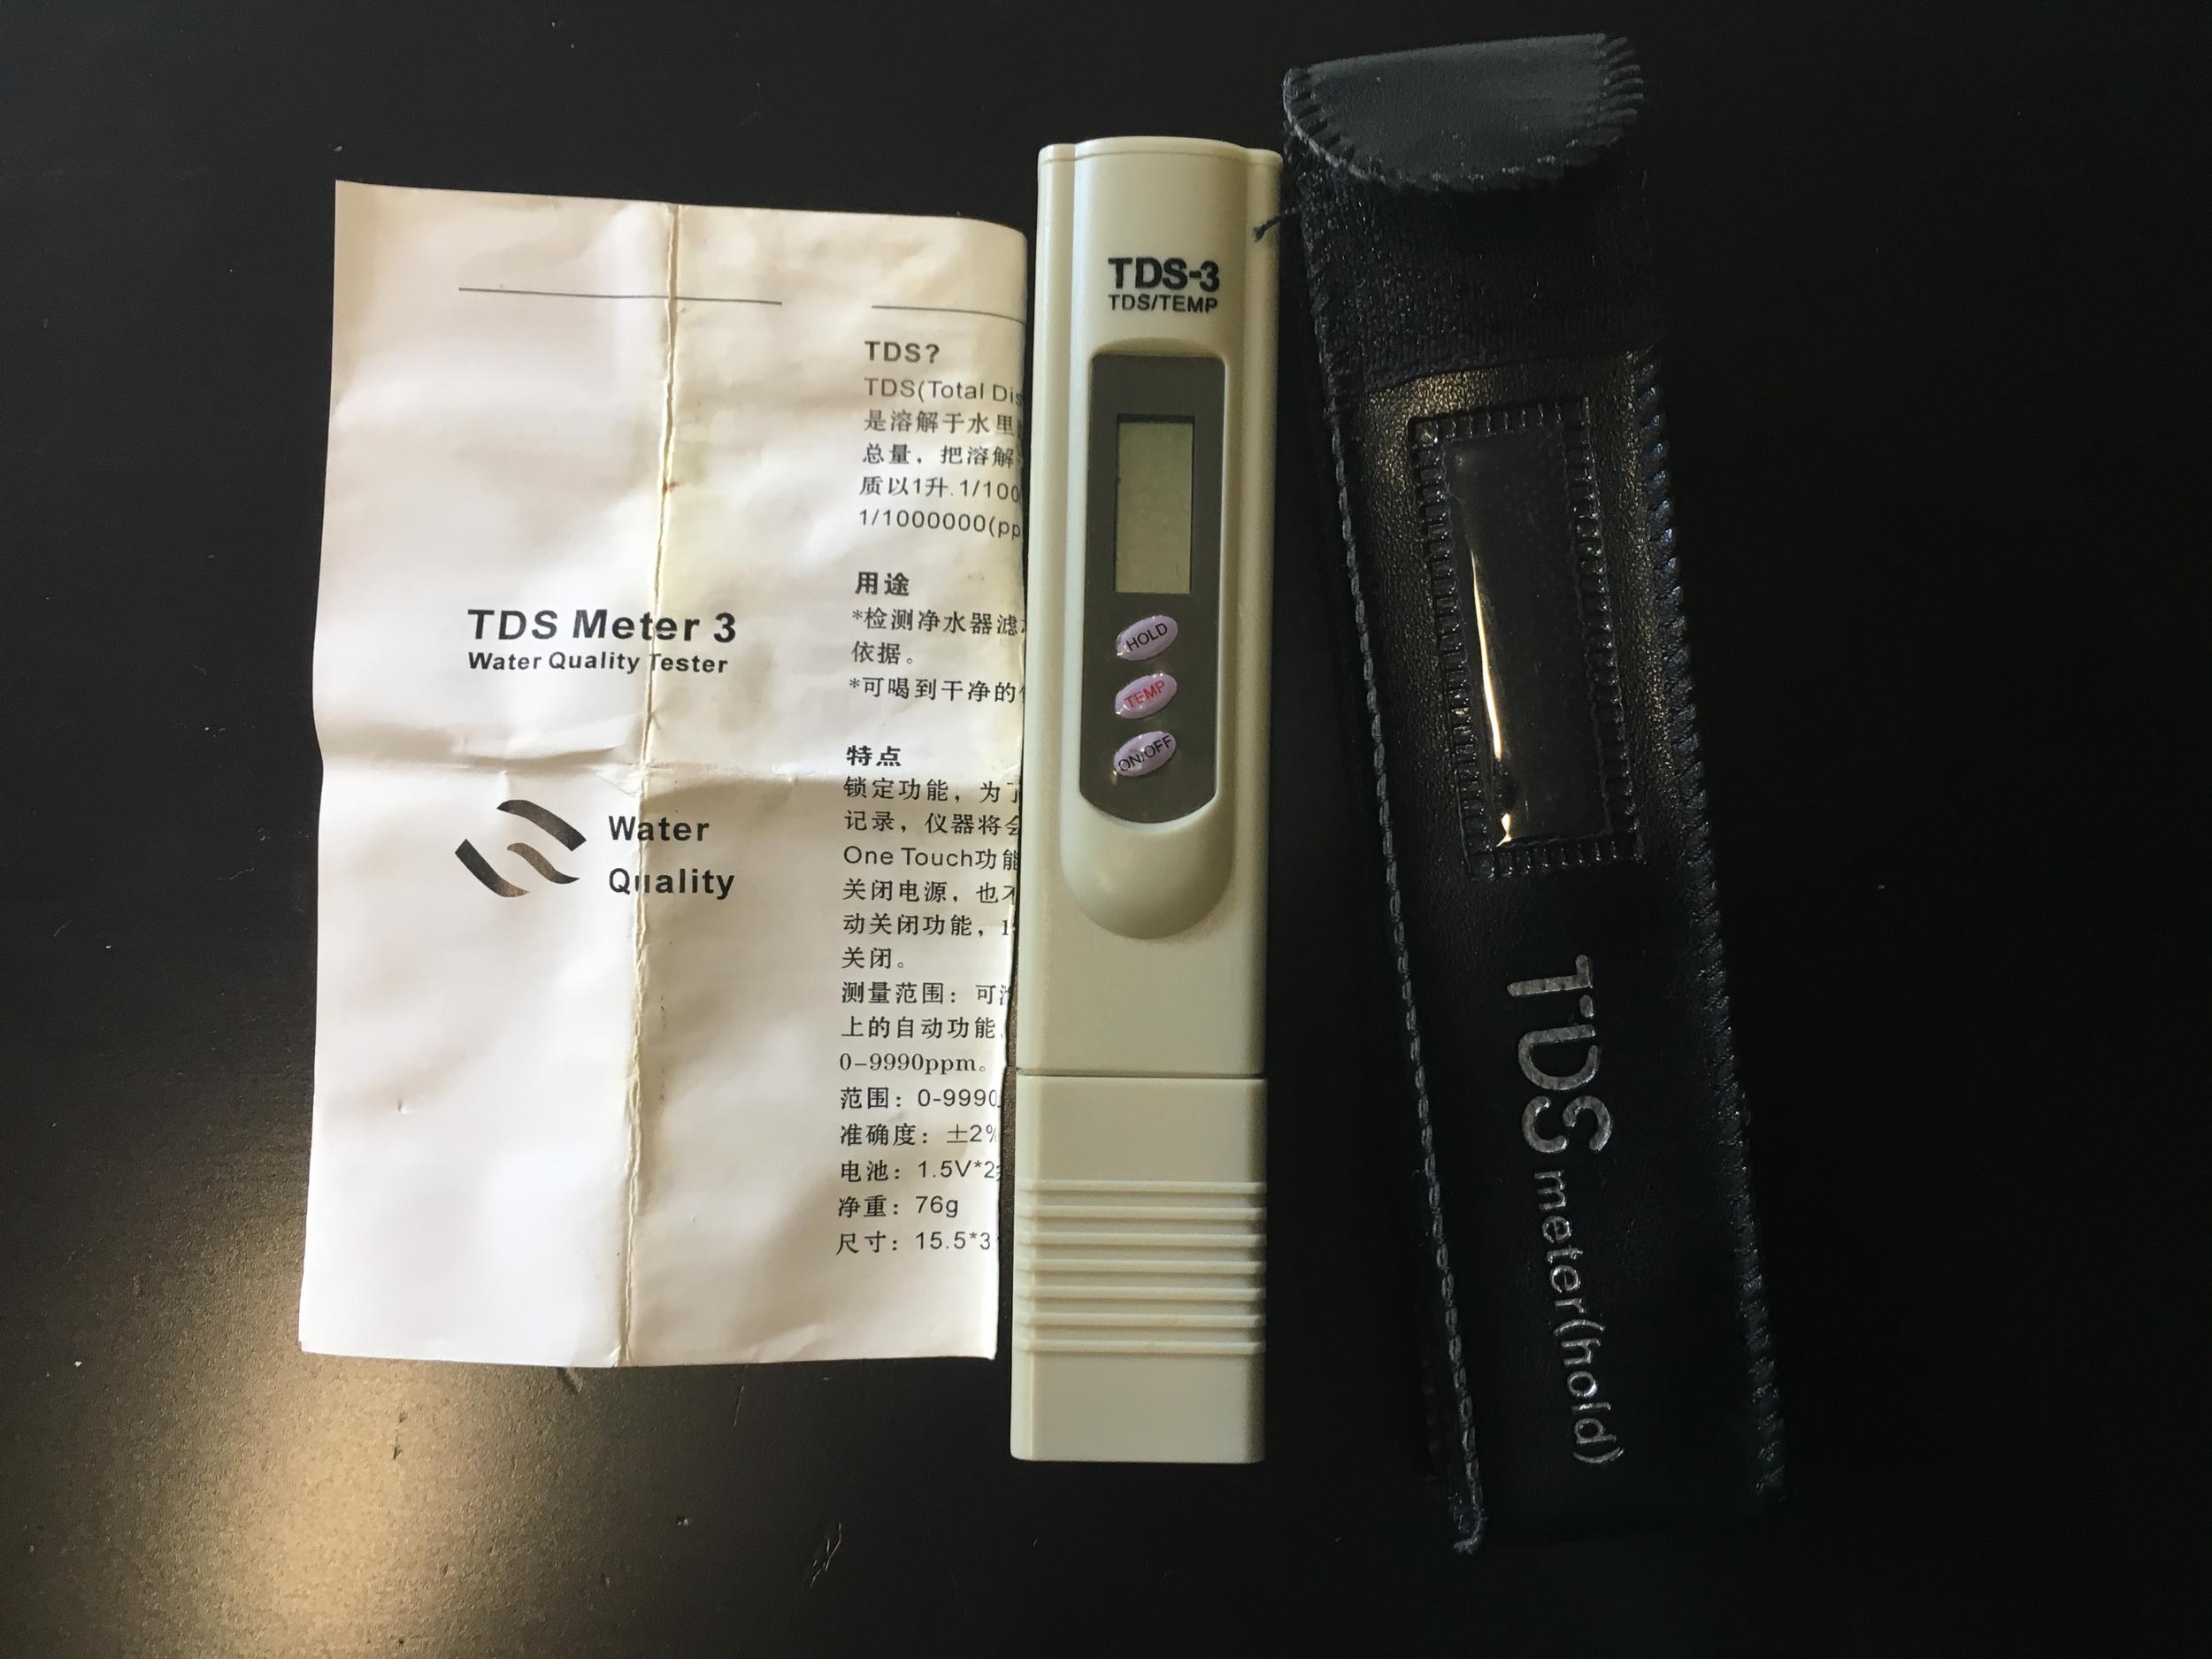 TDS Meter 3
Water Quality Tester
Water
Quality
TDS?
TDS(Total
是溶解于水里
总量，把溶解
质以1升.1/100
1/1000000(pp
用途
*检测净水器滤
依据。
*可喝到干净的
特点
锁定功能，为了
记录，仪器将会
One Touch功能
关闭电源，也不
动关闭功能，
关闭。
测量范围：可
上的自动功能
0-9990ppm。
范围：0-9990
准确度：±2%
电池：1.5V*2
净重：76g
尺寸：15.5*3
TDS-3
TDS/TEMP
HOLD
TEMP
ON/OFF
TDS meter(hold)